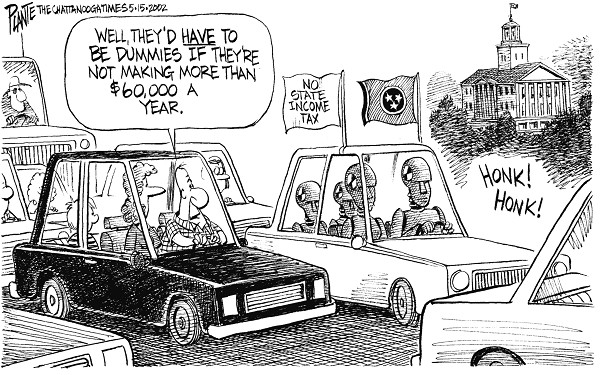 PLANTE THE CHATTANOOGA TIMES 5-15-2002
WELL, THEY'D HAVE TO
BE DUMMIES IF THEY'RE
NOT MAKING MORE THAN
$60,000 A
YEAR.
NO
STATE
INCOME
TAX
HONK!
HONK!